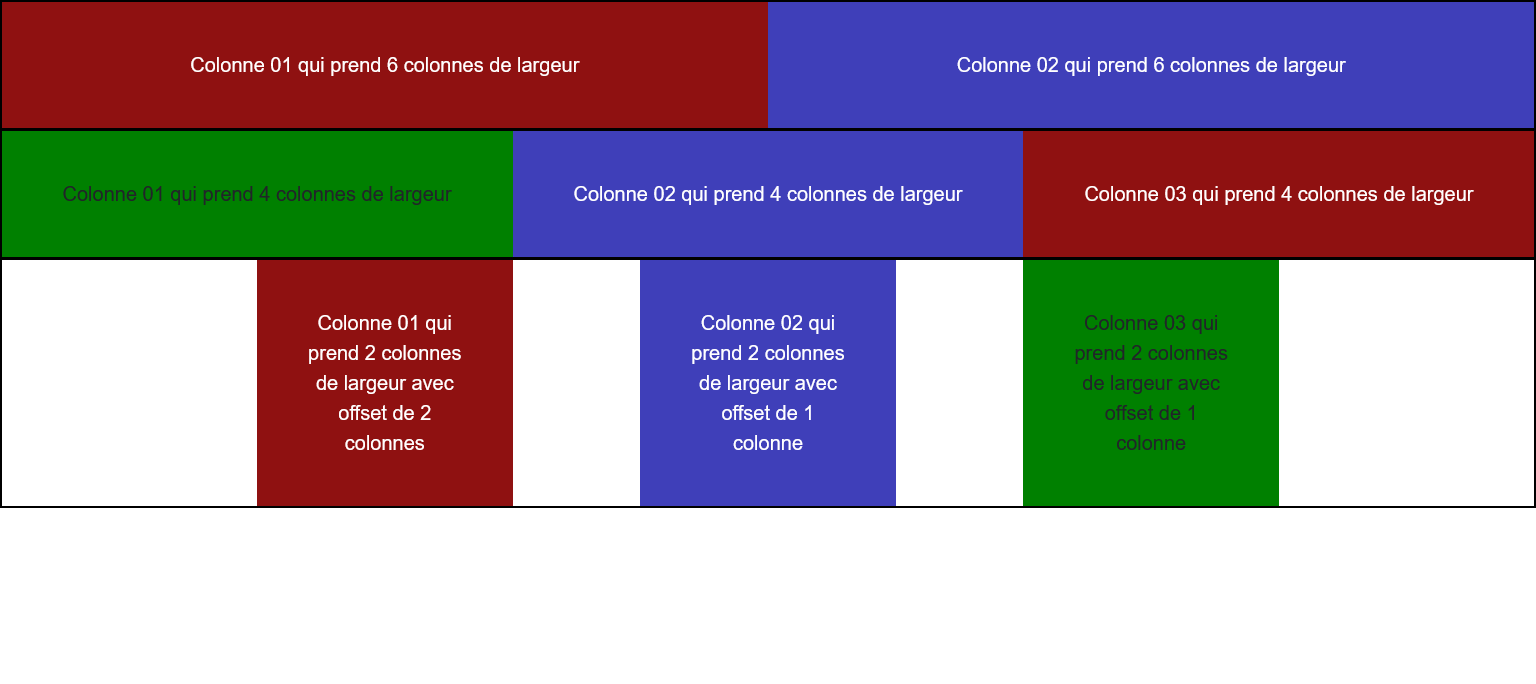 Colonne 01 qui prend 6 colonnes de largeur
Colonne 02 qui prend 6 colonnes de largeur
Colonne 01 qui prend 4 colonnes de largeur
Colonne 02 qui prend 4 colonnes de largeur
Colonne 03 qui prend 4 colonnes de largeur
Colonne 01 qui
prend 2 colonnes
de largeur avec
offset de 2
colonnes
Colonne 02 qui
prend 2 colonnes
de largeur avec
offset de 1
colonne
Colonne 03 qui
prend 2 colonnes
de largeur avec
offset de 1
colonne